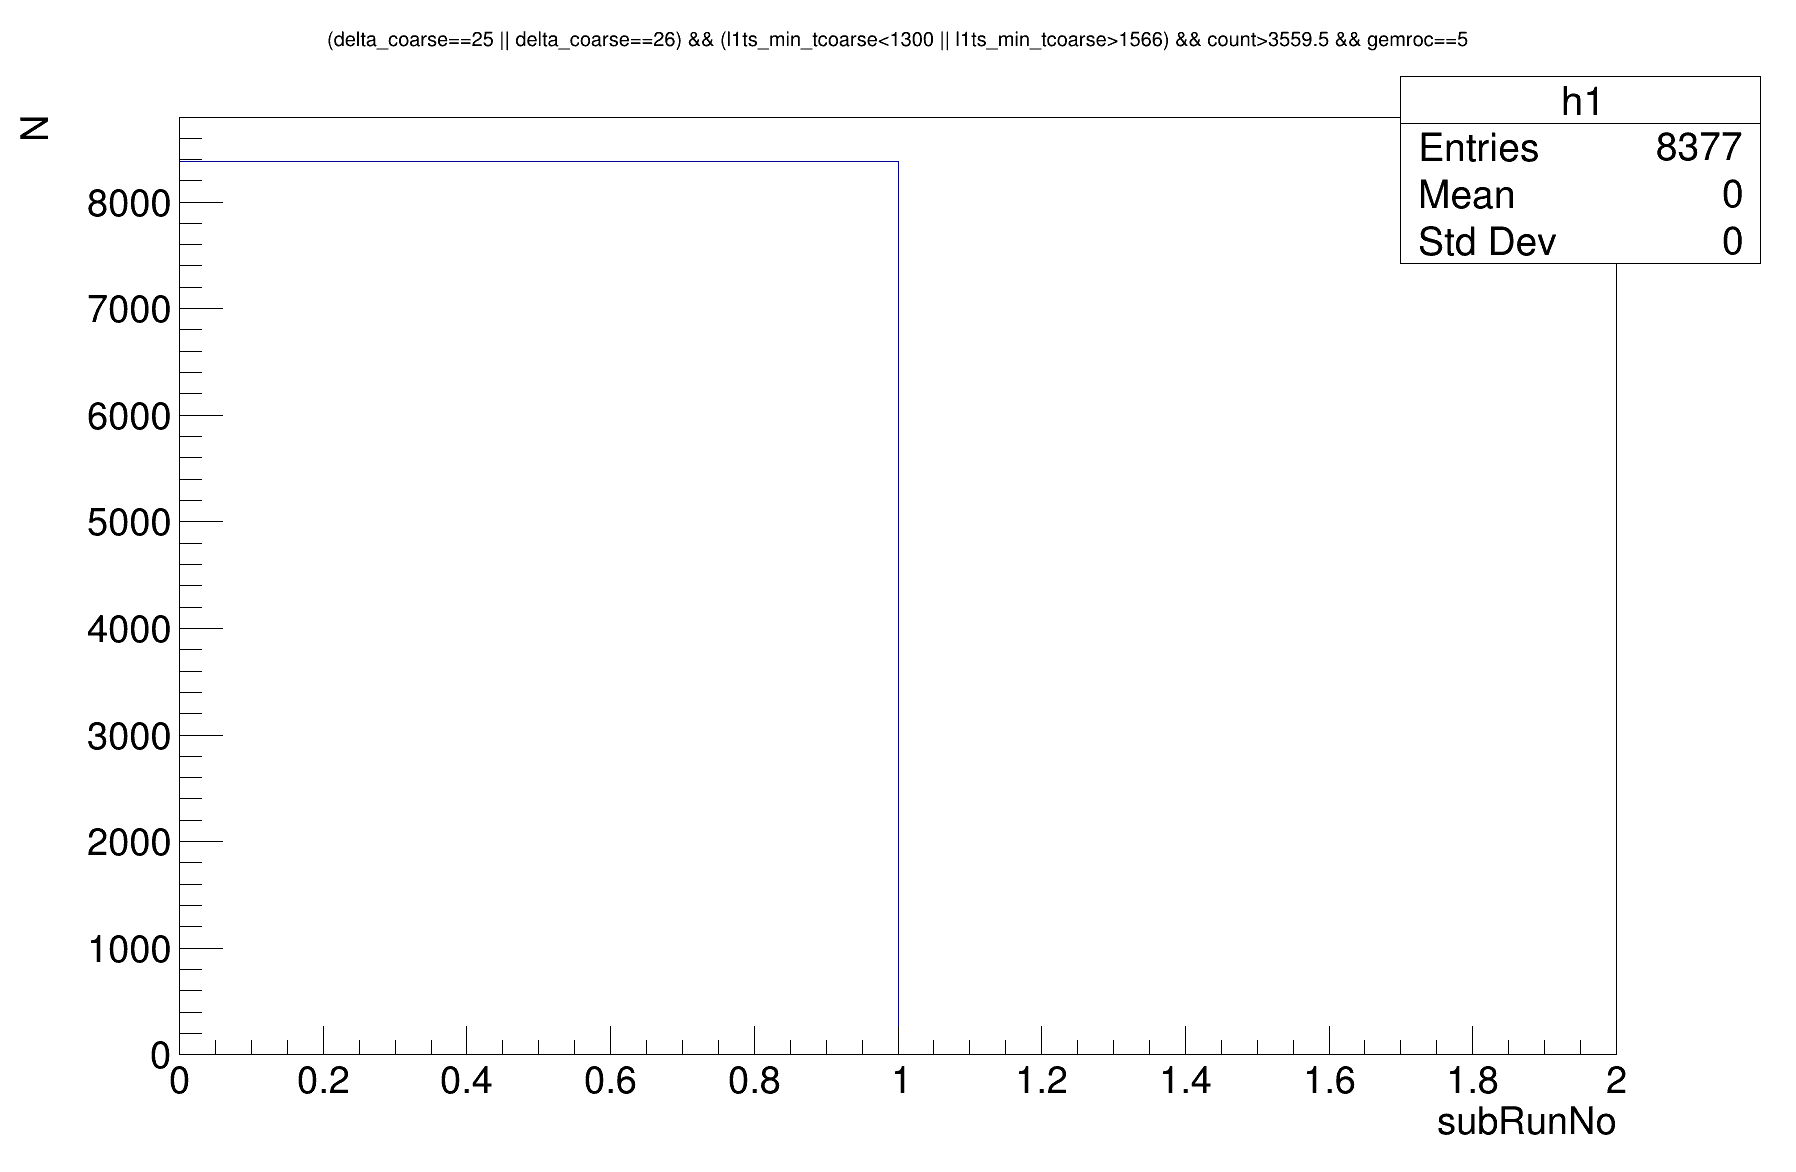 (delta_coarse==25 || delta_coarse==26) && (l1ts_min_tcoarse<1300 || l1ts_min_tcoarse>1566) && count>3559.5 && gemroc==5
N
h1
Entries 8377
Mean 0
Std Dev 0
8000
7000
6000
5000
4000
3000
2000
1000
0
0 0.2 0.4 0.6 0.8 1 1.2 1.4 1.6 1.8 2
subRunNo